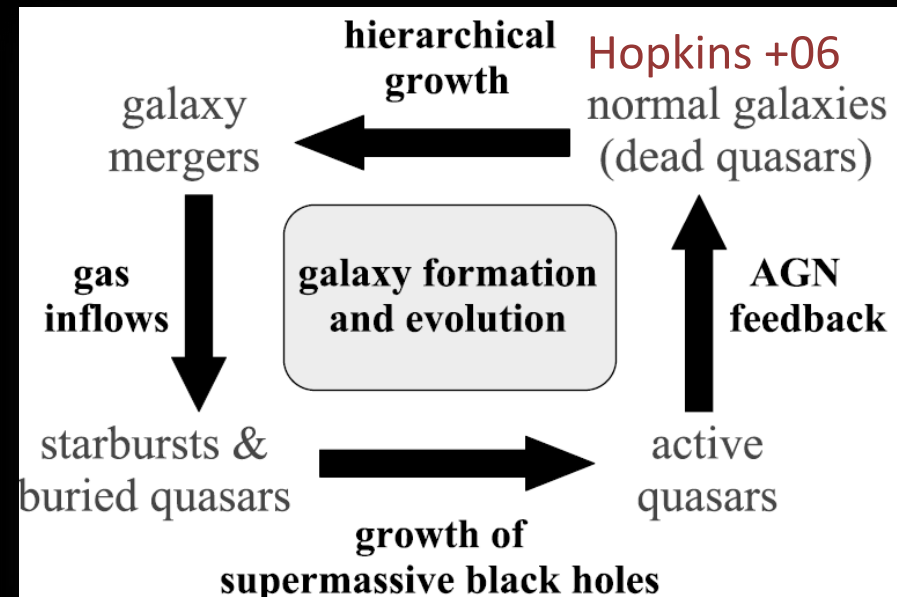 hierarchical
growth
Hopkins +06
galaxy
mergers
normal galaxies
(dead quasars)
gas
inflows
galaxy formation
and evolution
AGN
feedback
starbursts &
buried quasars
active
quasars
growth of
supermassive black holes